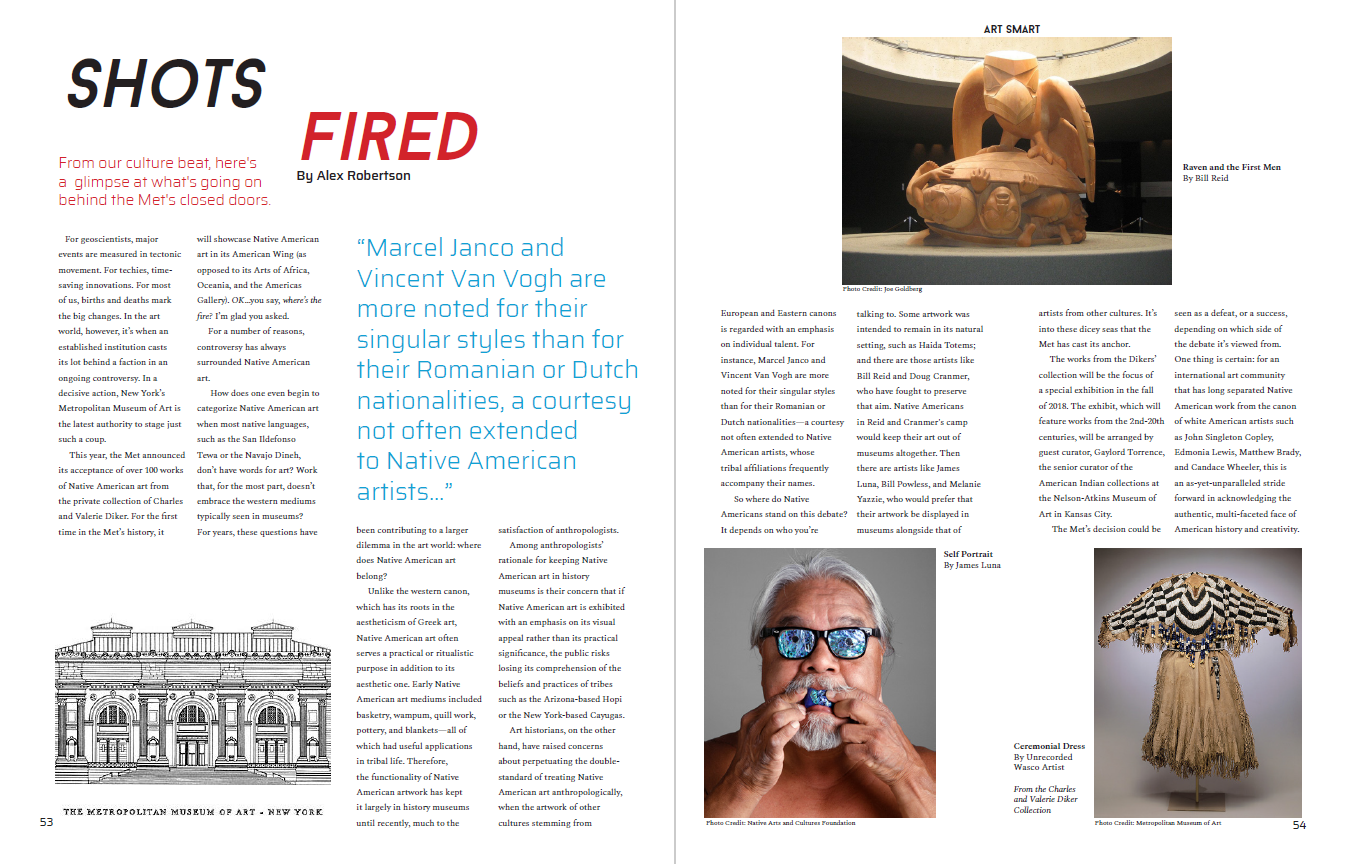 SHOTS
FIRED
By Alex Robertson
From our culture beat, here's
a glimpse at what's going on
behind the Met's closed doors.
For geoscientists, major
events are measured in tectonic
movement. For techies, time-
saving innovations. For most
of us, births and deaths mark
the big changes. In the art
world, however, it's when an
established institution casts
its lot behind a faction in an
ongoing controversy. In a
decisive action, New York's
Metropolitan Museum of Art is
the latest authority to stage just
such a coup.
This year, the Met announced
its acceptance of over 100 works
of Native American art from
the private collection of Charles
and Valerie Diker. For the first
time in the Met's history, it
will showcase Native American
art in its American Wing (as
opposed to its Arts of Africa,
Oceania, and the Americas
Gallery). OK...you say, where's the
fire? I'm glad you asked.
For a number of reasons,
controversy has always
surrounded Native American
art.
How does one even begin to
categorize Native American art
when most native languages,
such as the San Ildefonso
Tewa or the Navajo Dineh,
don't have words for art? Work
that, for the most part, doesn't
embrace the western mediums
typically seen in museums?
For years, these questions have
"Marcel Janco and
Vincent Van Vogh are
more noted for their
singular styles than for
their Romanian or Dutch
nationalities, a courtesy
not often extended
to Native American
artists..."
been contributing to a larger
dilemma in the art world: where
does Native American art
belong?
Unlike the western canon,
which has its roots in the
aestheticism of Greek art,
Native American art often
serves a practical or ritualistic
purpose in addition to its
aesthetic one. Early Native
American art mediums included
basketry, wampum, quill work,
pottery, and blankets—all of
which had useful applications
in tribal life. Therefore,
the functionality of Native
American artwork has kept
it largely in history museums
until recently, much to the
satisfaction of anthropologists.
Among anthropologists'
rationale for keeping Native
American art in history
museums is their concern that if
Native American art is exhibited
with an emphasis on its visual
appeal rather than its practical
significance, the public risks
losing its comprehension of the
beliefs and practices of tribes
such as the Arizona-based Hopi
or the New York-based Cayugas.
Art historians, on the other
hand, have raised concerns
about perpetuating the double-
standard of treating Native
American art anthropologically,
when the artwork of other
cultures stemming from
THE METROPOLITAN MUSEUM OF ART - NEW YORK
53
ART SMART
Raven and the First Men
By Bill Reid
Photo Credit: Joe Goldberg
European and Eastern canons
is regarded with an emphasis
on individual talent. For
instance, Marcel Janco and
Vincent Van Vogh are more
noted for their singular styles
than for their Romanian or
Dutch nationalities—a courtesy
not often extended to Native
American artists, whose
tribal affiliations frequently
accompany their names.
So where do Native
Americans stand on this debate?
It depends on who you're
talking to. Some artwork was
intended to remain in its natural
setting, such as Haida Totems;
and there are those artists like
Bill Reid and Doug Cranmer,
who have fought to preserve
that aim. Native Americans
in Reid and Cranmer's camp
would keep their art out of
museums altogether. Then
there are artists like James
Luna, Bill Powless, and Melanie
Yazzie, who would prefer that
their artwork be displayed in
museums alongside that of
artists from other cultures. It's
into these dicey seas that the
Met has cast its anchor.
The works from the Dikers'
collection will be the focus of
a special exhibition in the fall
of 2018. The exhibit, which will
feature works from the 2nd-20th
centuries, will be arranged by
guest curator, Gaylord Torrence,
the senior curator of the
American Indian collections at
the Nelson-Atkins Museum of
Art in Kansas City.
The Met's decision could be
seen as a defeat, or a success,
depending on which side of
the debate it's viewed from.
One thing is certain: for an
international art community
that has long separated Native
American work from the canon
of white American artists such
as John Singleton Copley,
Edmonia Lewis, Matthew Brady,
and Candace Wheeler, this is
an as-yet-unparalleled stride
forward in acknowledging the
authentic, multi-faceted face of
American history and creativity.
Self Portrait
By James Luna
Photo Credit: Native Arts and Cultures Foundation
Ceremonial Dress
By Unrecorded
Wasco Artist
From the Charles
and Valerie Diker
Collection
Photo Credit: Metropolitan Museum of Art
54